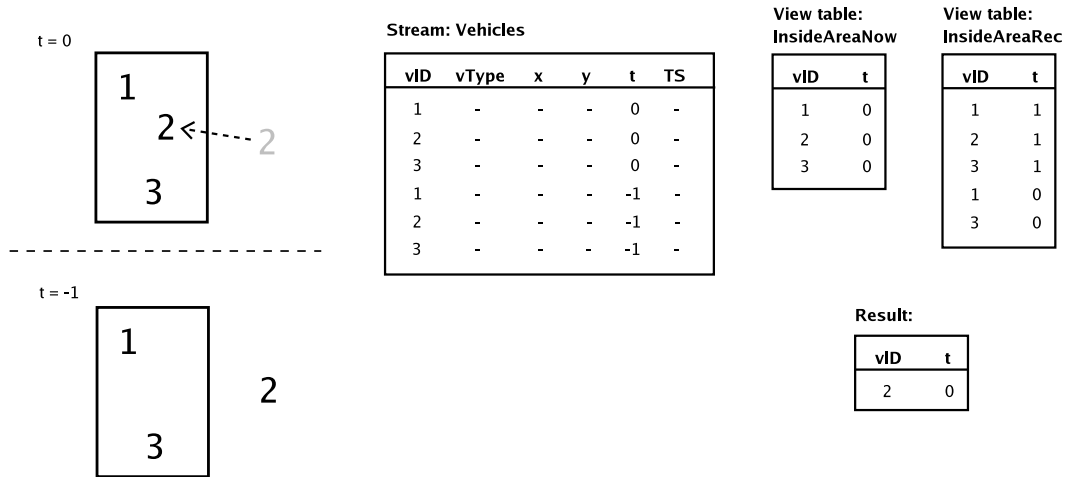 t = 0
1
2
2
3
t = -1
1
2
3
Stream: Vehicles
vID vType x y t TS
1 - - - 0 -
2 - - - 0 -
3 - - - 0 -
1 - - - -1 -
2 - - - -1 -
3 - - - -1 -
View table:
InsideAreaNow
vID t
1 0
2 0
3 0
View table:
InsideAreaRec
vID t
1 1
2 1
3 1
1 0
3 0
Result:
vID t
2 0